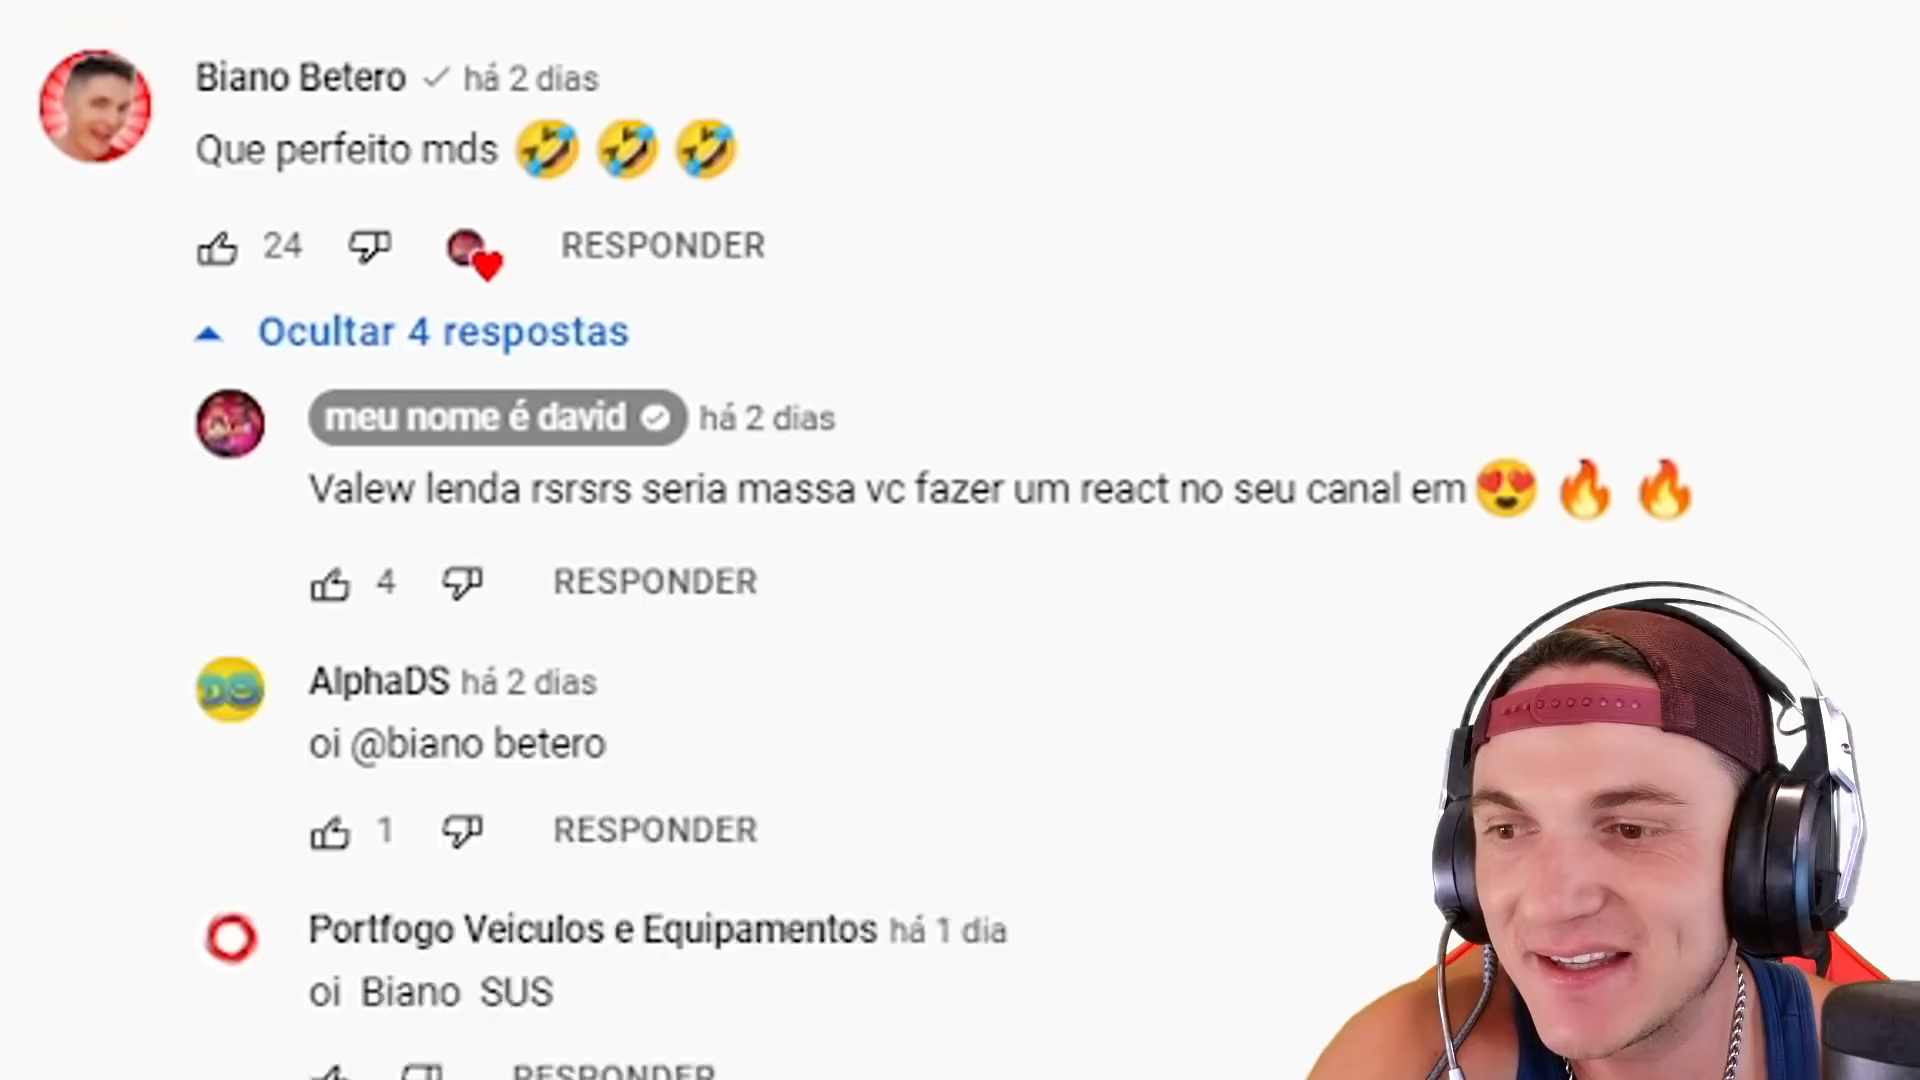 Biano Betero há 2 dias
Que perfeito mds 🤣 🤣 🤣
24 RESPONDER
Ocultar 4 respostas
meu nome é david há 2 dias
Valew lenda rsrsrs seria massa vc fazer um react no seu canal em😍 🔥 🔥
4 RESPONDER
DS
AlphaDS há 2 dias
oi @biano betero
1 RESPONDER
Portfogo Veiculos e Equipamentos há 1 dia
oi Biano SUS
RESPONDER